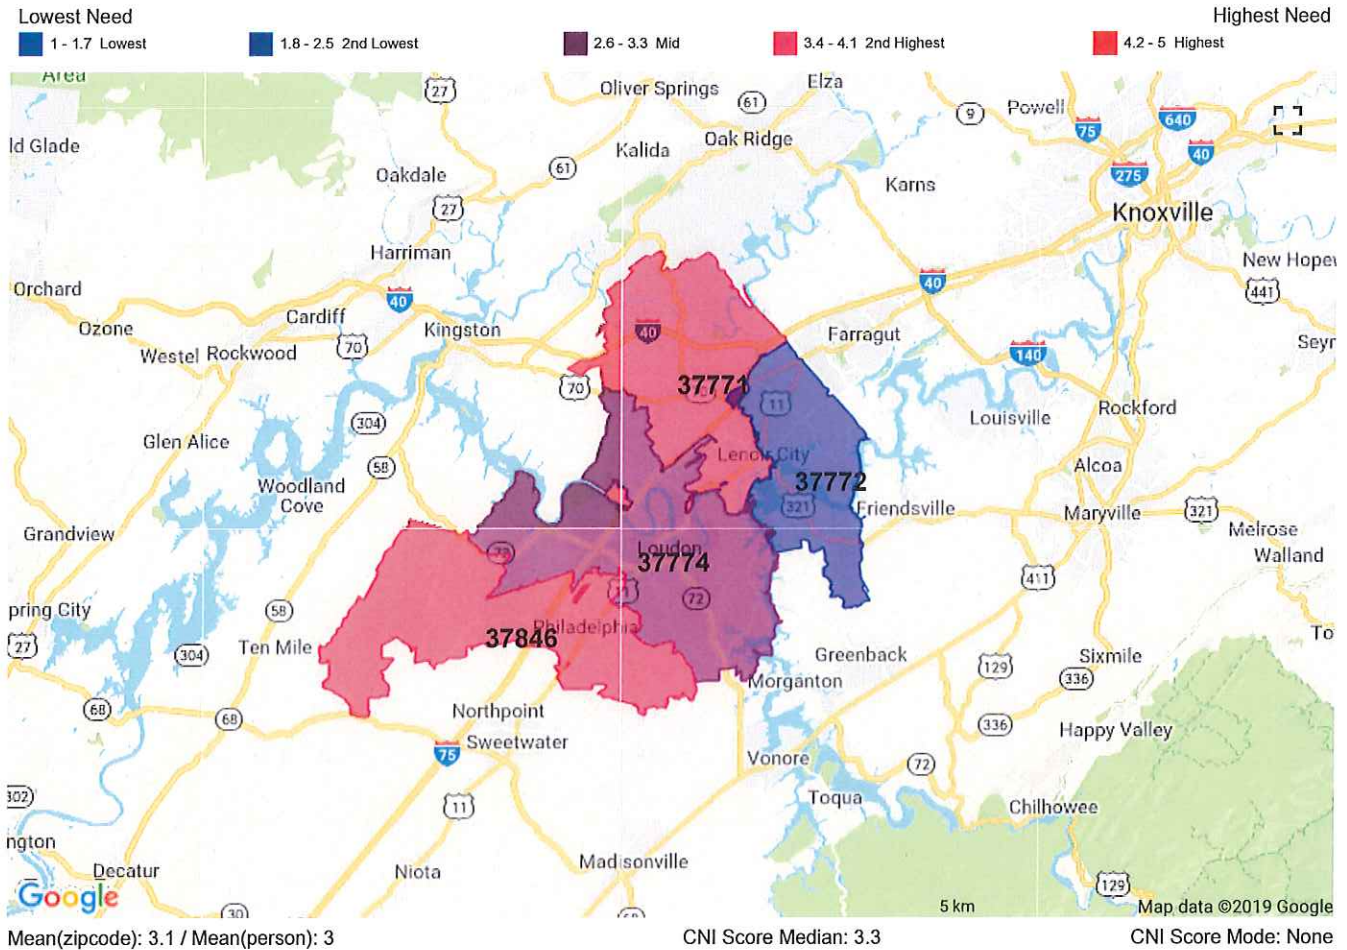 Lowest Need
Highest Need
1 - 1.7 Lowest
1.8 - 2.5 2nd Lowest
2.6 - 3.3 Mid
3.4 - 4.1 2nd Highest
4.2 - 5 Highest
Area
27
Oliver Springs
61
Elza
9
Powell
75
640
40
ld Glade
Kalida
Oak Ridge
61
Oakdale
275
Karns
27
Knoxville
Harriman
New Hope
Orchard
40
40
441
Cardiff
Ozone
Kingston
40
Farragut
Westel
Rockwood
70
140
Seyr
70
37771
11
Louisville
Rockford
304
Glen Alice
Lenoir City
58
Alcoa
Woodland
Cove
37772
321
Friendsville
Maryville
321
Grandview
Melrose
Walland
Loudon
37774
72
411
pring City
58
11
72
Philadelphia
37846
To
27
304
Ten Mile
Greenback
129
Sixmile
336
Morganton
68
68
Northpoint
336
Happy Valley
Sweetwater
75
Vonore
72
302
11
Toqua
Chilhowee
ngton
Decatur
Niota
Madisonville
129
Google
30
68
5 km
Map data ©2019 Google
Mean(zipcode): 3.1 / Mean(person): 3
CNI Score Median: 3.3
CNI Score Mode: None